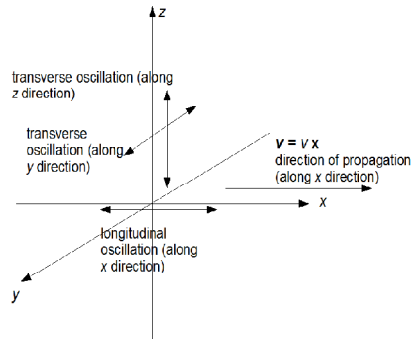 z
transverse oscillation (along
z direction)
transverse
oscillation (along
y direction)
v = v x
direction of propagation
(along x direction)
x
longitudinal
oscillation (along
x direction)
y